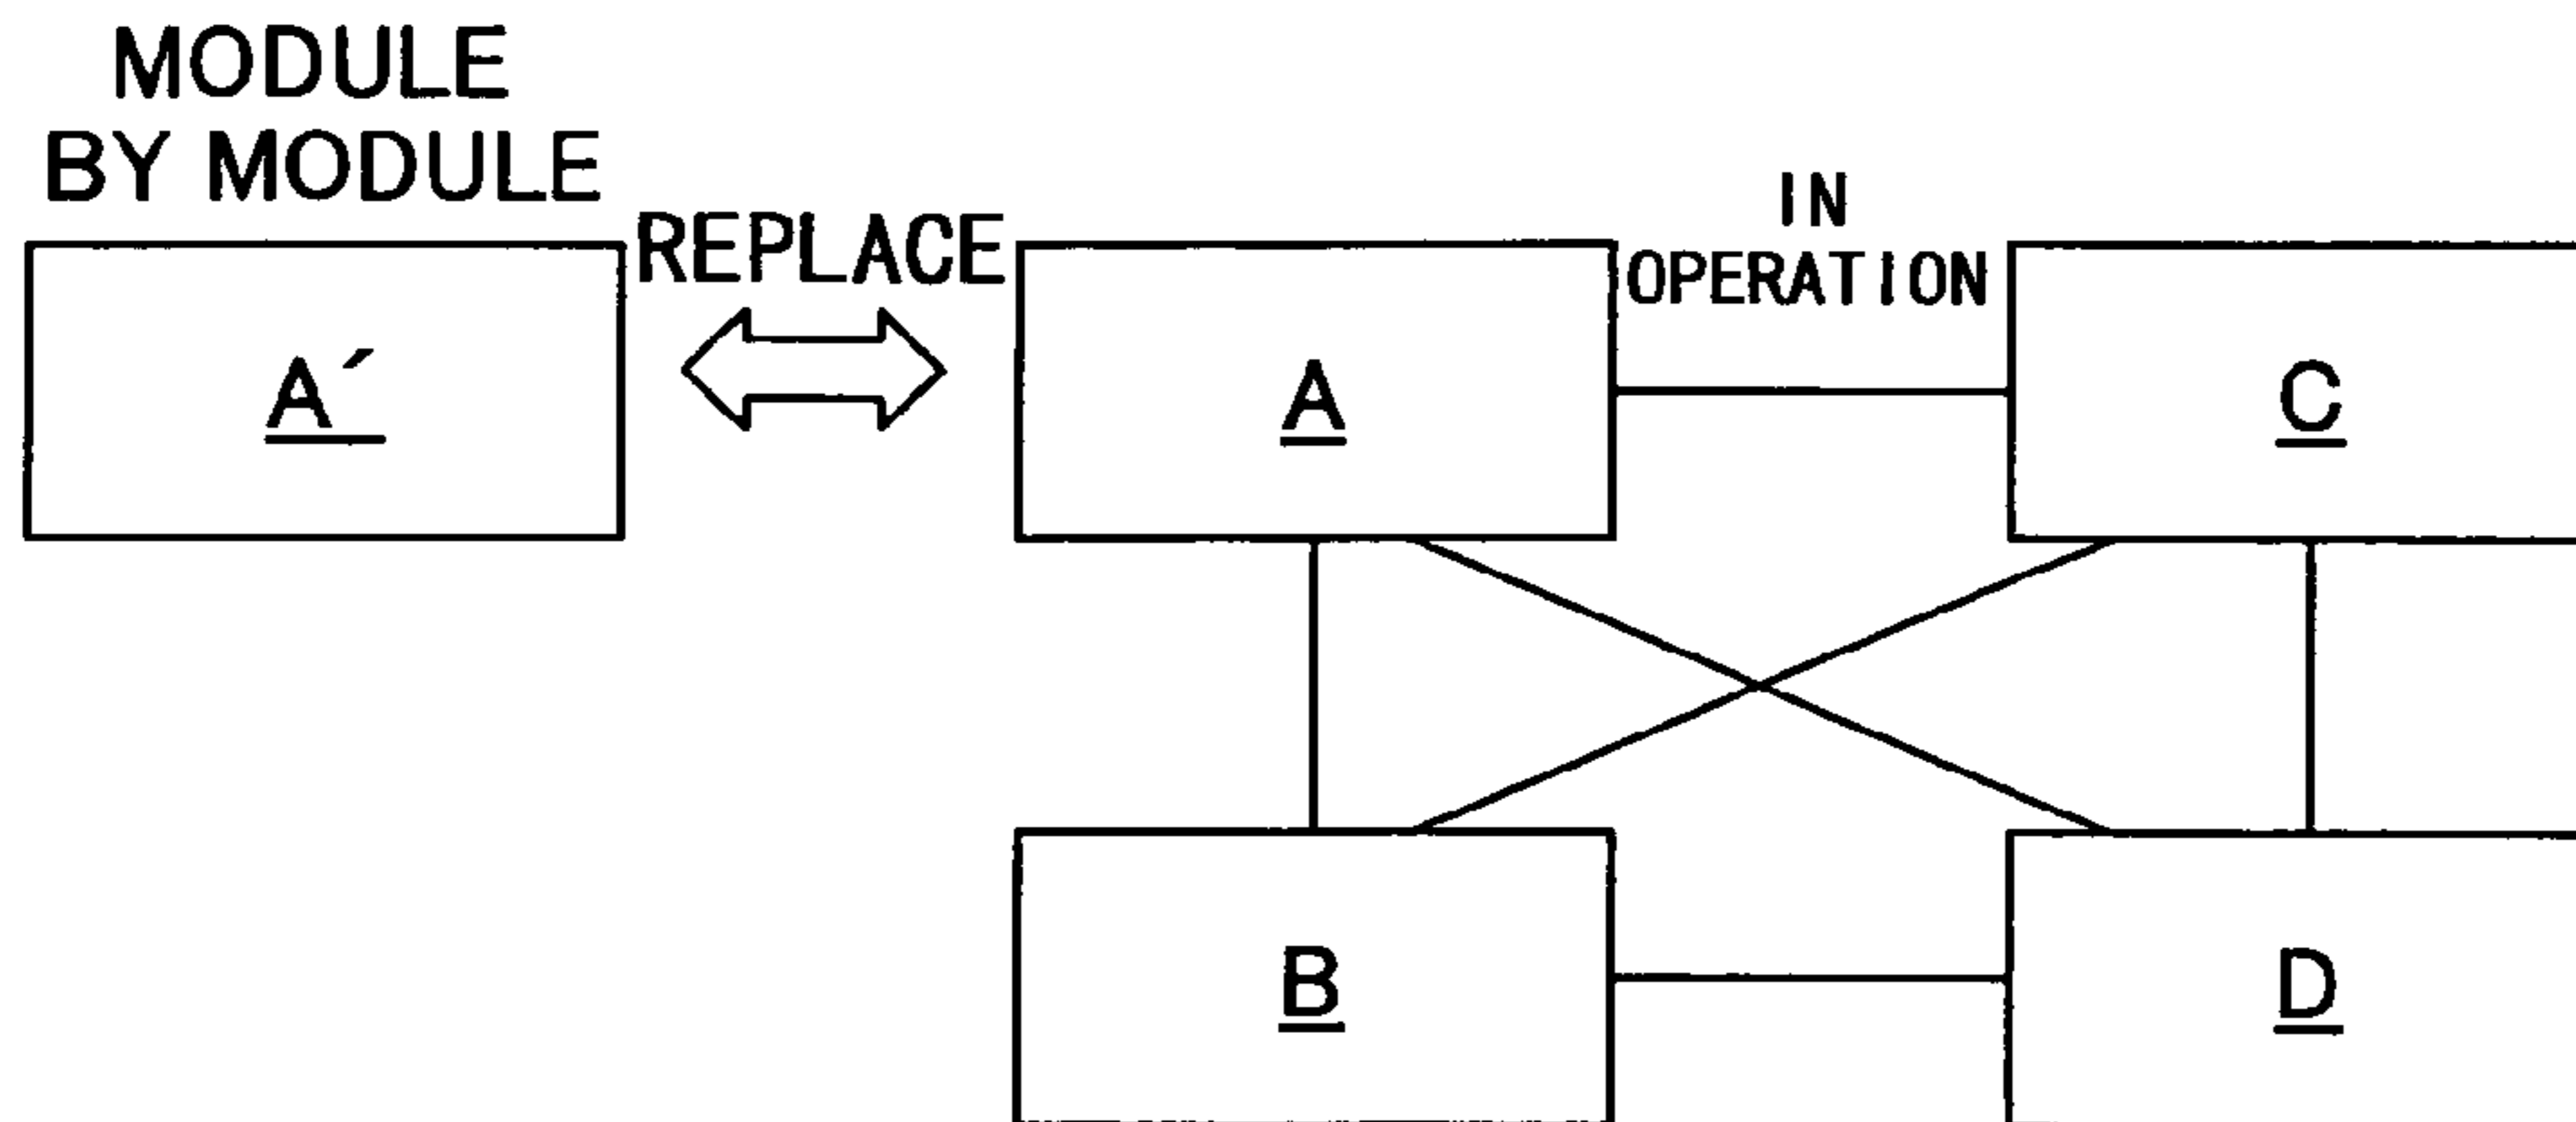 MODULE
BY MODULE
REPLACE
IN
OPERATION
A´
A
C
B
D